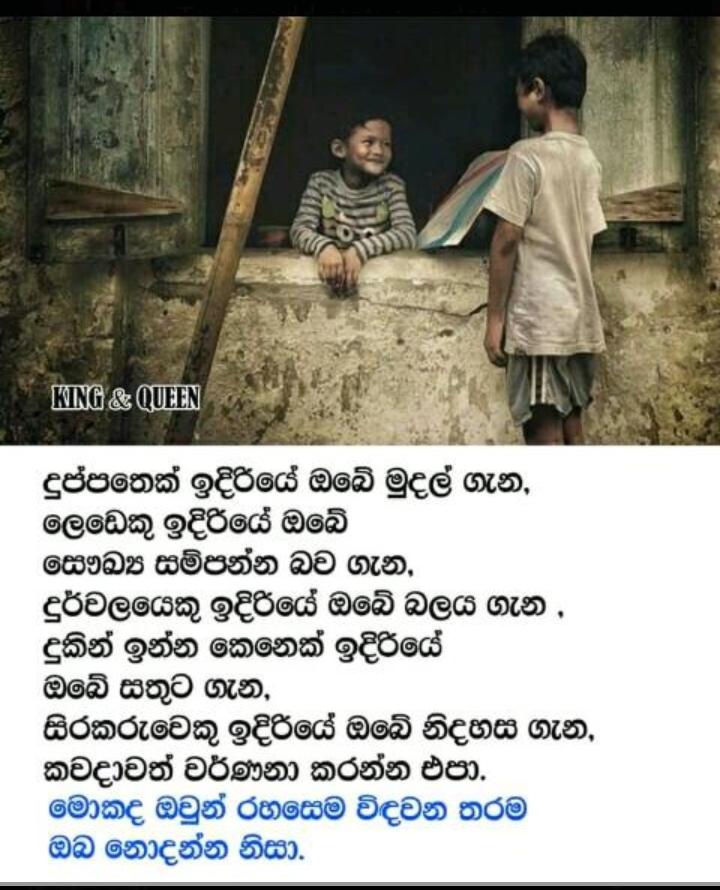 KING & QUEEN
දුප්පතෙක් ඉදිරියේ ඔබේ මුදල් ගැන,
ලෙඩෙකු ඉදිරියේ ඔබේ
සෞඛ්‍ය සම්පන්න බව ගැන,
දුර්වලයෙකු ඉදිරියේ ඔබේ බලය ගැන ,
දුකින් ඉන්න කෙනෙක් ඉදිරියේ
ඔබේ සතුට ගැන,
සිරකරුවෙකු ඉදිරියේ ඔබේ නිදහස ගැන,
කවදාවත් වර්ණනා කරන්න එපා.
මොකද ඔවුන් රහසෙම විඳවන තරම
ඔබ නොදන්න නිසා.